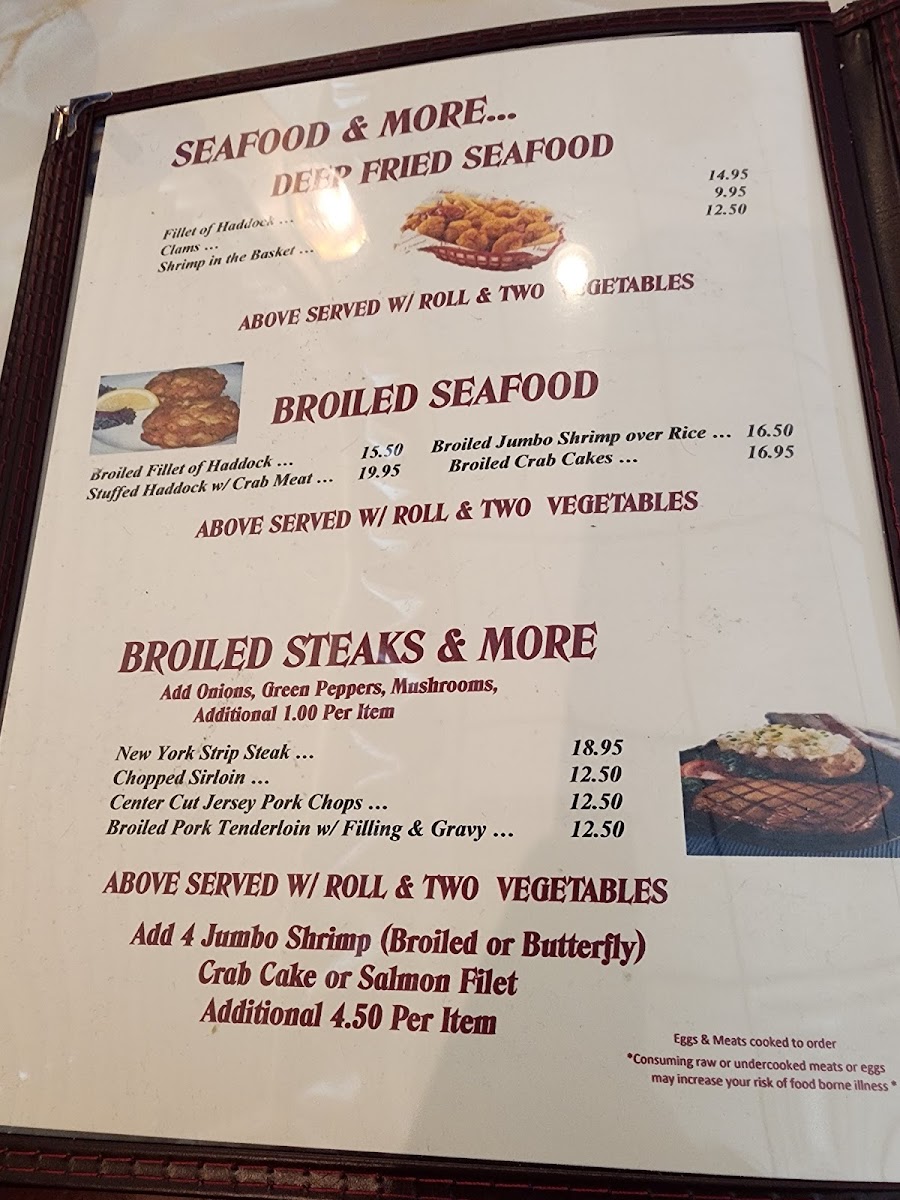 SEAFOOD & MORE...
DEEP FRIED SEAFOOD
Fillet of Haddock ... 14.95
Clams ... 9.95
Shrimp in the Basket ... 12.50
ABOVE SERVED W/ ROLL & TWO VEGETABLES
BROILED SEAFOOD
Broiled Fillet of Haddock ... 15.50
Stuffed Haddock w/ Crab Meat ... 19.95
Broiled Jumbo Shrimp over Rice ... 16.50
Broiled Crab Cakes ... 16.95
ABOVE SERVED W/ ROLL & TWO VEGETABLES
BROILED STEAKS & MORE
Add Onions, Green Peppers, Mushrooms,
Additional 1.00 Per Item
New York Strip Steak ... 18.95
Chopped Sirloin ... 12.50
Center Cut Jersey Pork Chops ... 12.50
Broiled Pork Tenderloin w/ Filling & Gravy ... 12.50
ABOVE SERVED W/ ROLL & TWO VEGETABLES
Add 4 Jumbo Shrimp (Broiled or Butterfly)
Crab Cake or Salmon Filet
Additional 4.50 Per Item
Eggs & Meats cooked to order
*Consuming raw or undercooked meats or eggs
may increase your risk of food borne illness *